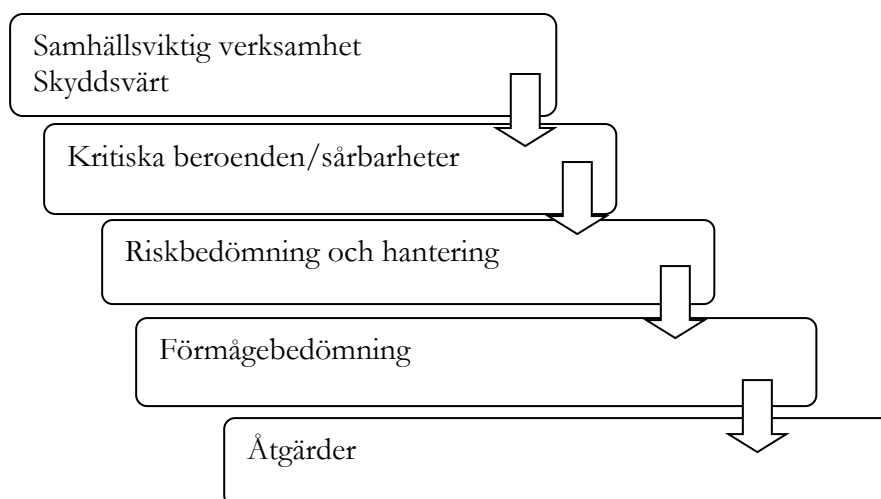 Samhällsviktig verksamhet
Skyddsvärt
Kritiska beroenden/sårbarheter
Riskbedömning och hantering
Förmågebedömning
Åtgärder